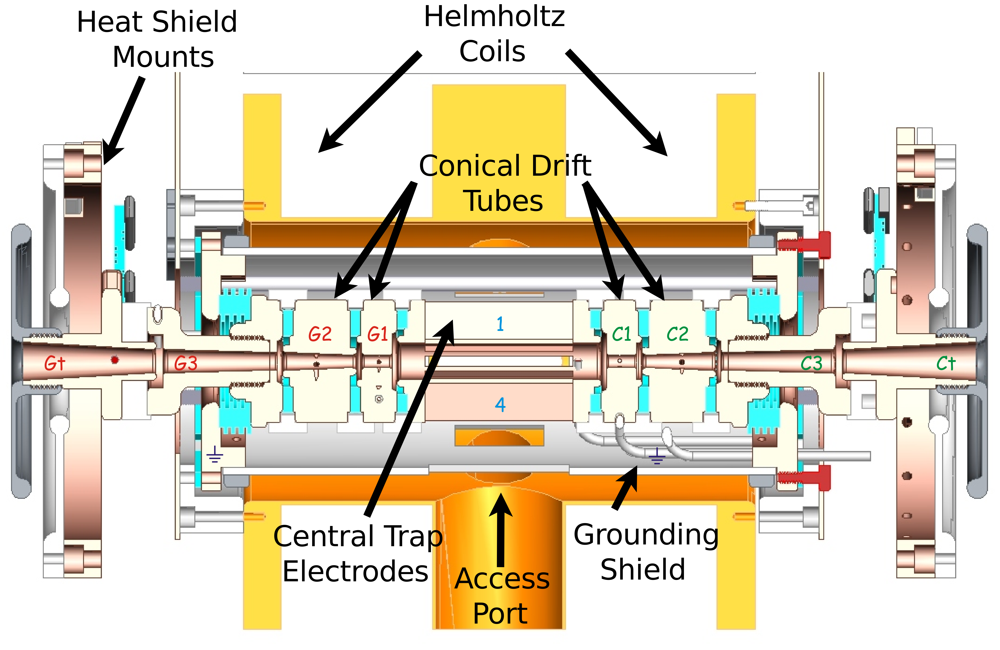 Heat Shield
Mounts
Helmholtz
Coils
Conical Drift
Tubes
1
G2
G1
C1
C2
Gt
G3
C3
Ct
4
Central Trap
Electrodes
Access
Port
Grounding
Shield